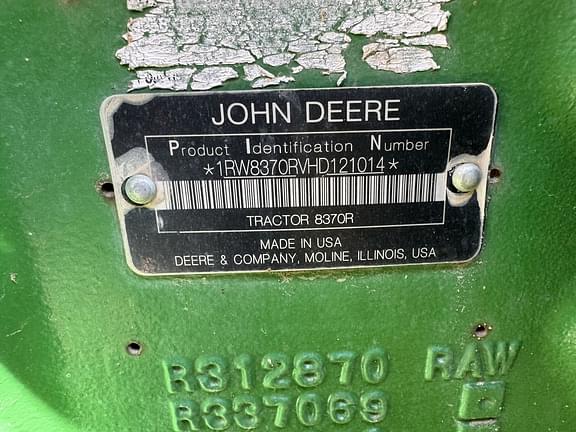 JOHN DEERE
Product Identification Number
*1RW8370RVHD121014*
TRACTOR 8370R
MADE IN USA
DEERE & COMPANY, MOLINE, ILLINOIS, USA
R312870 RAW
R337069